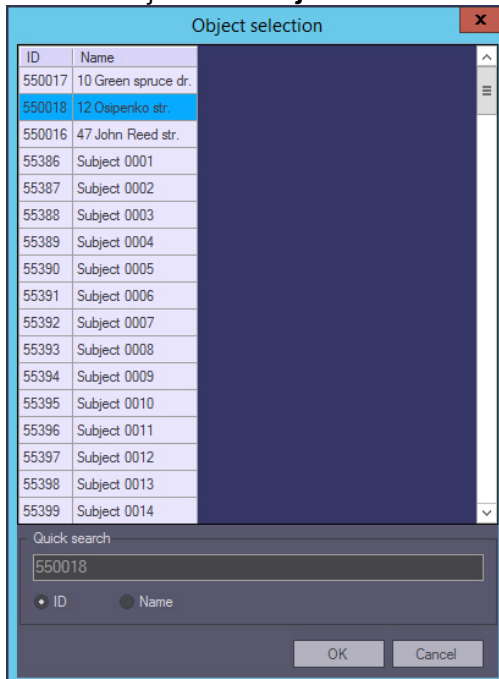 Object selection
x
ID Name
550017 10 Green spruce dr.
550018 12 Osipenko str.
550016 47 John Reed str.
55386 Subject 0001
55387 Subject 0002
55388 Subject 0003
55389 Subject 0004
55390 Subject 0005
55391 Subject 0006
55392 Subject 0007
55393 Subject 0008
55394 Subject 0009
55395 Subject 0010
55396 Subject 0011
55397 Subject 0012
55398 Subject 0013
55399 Subject 0014
Quick search
550018
ID Name
OK Cancel